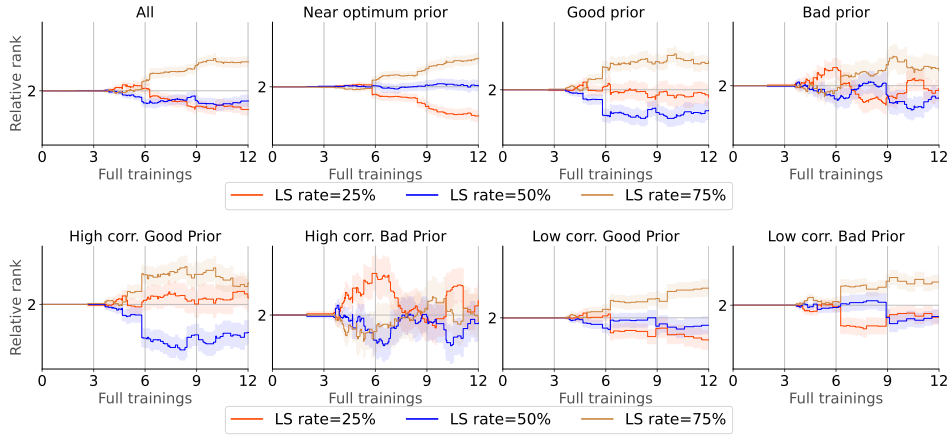 All
Near optimum prior
Good prior
Bad prior
Relative rank
2
2
2
2
0 3 6 9 12
0 3 6 9 12
0 3 6 9 12
0 3 6 9 12
Full trainings
Full trainings
Full trainings
Full trainings
LS rate=25% LS rate=50% LS rate=75%
High corr. Good Prior
High corr. Bad Prior
Low corr. Good Prior
Low corr. Bad Prior
Relative rank
2
2
2
2
0 3 6 9 12
0 3 6 9 12
0 3 6 9 12
0 3 6 9 12
Full trainings
Full trainings
Full trainings
Full trainings
LS rate=25% LS rate=50% LS rate=75%